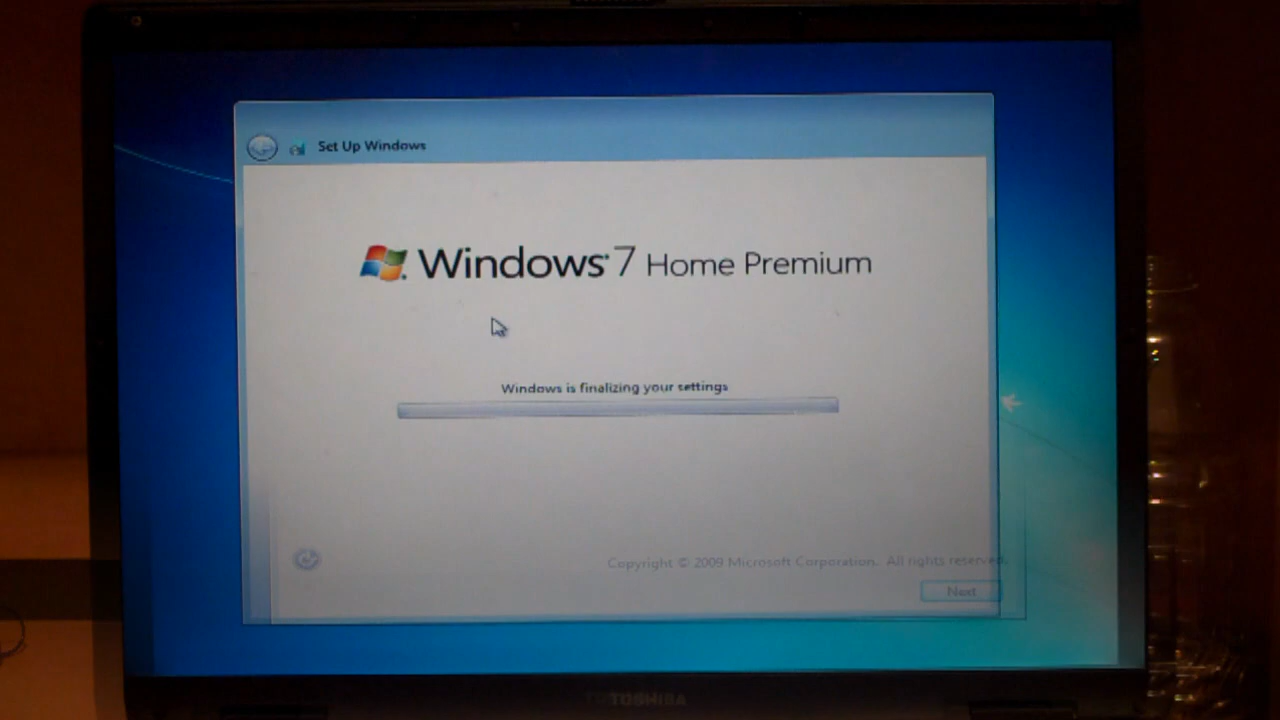 Set Up Windows
Windows 7 Home Premium
Windows is finalizing your settings
Copyright © 2009 Microsoft Corporation. All rights reserved.
Next
TOSHIBA